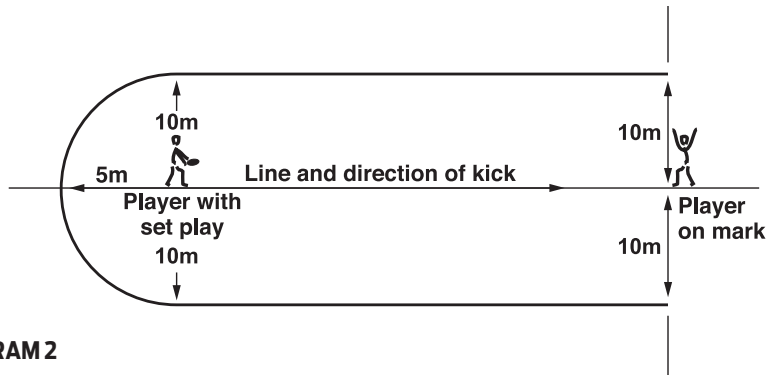 10m
10m
5m
Line and direction of kick
Player with
set play
Player
on mark
10m
10m
RAM 2